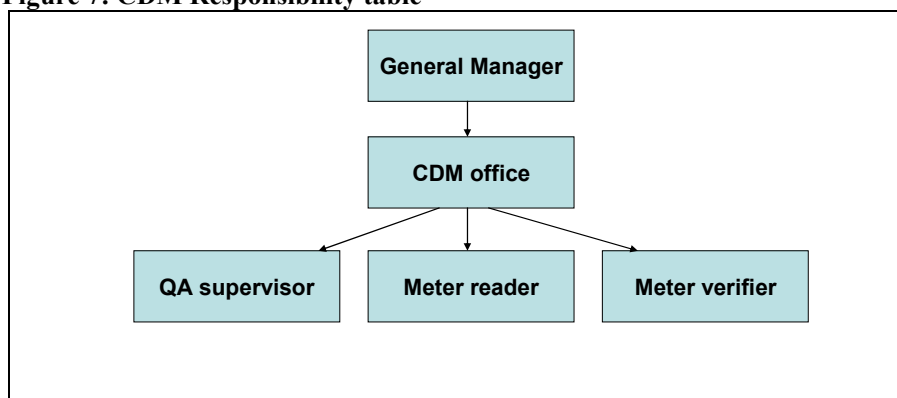 Figure 7. CDM Responsibility table
General Manager
CDM office
QA supervisor
Meter reader
Meter verifier